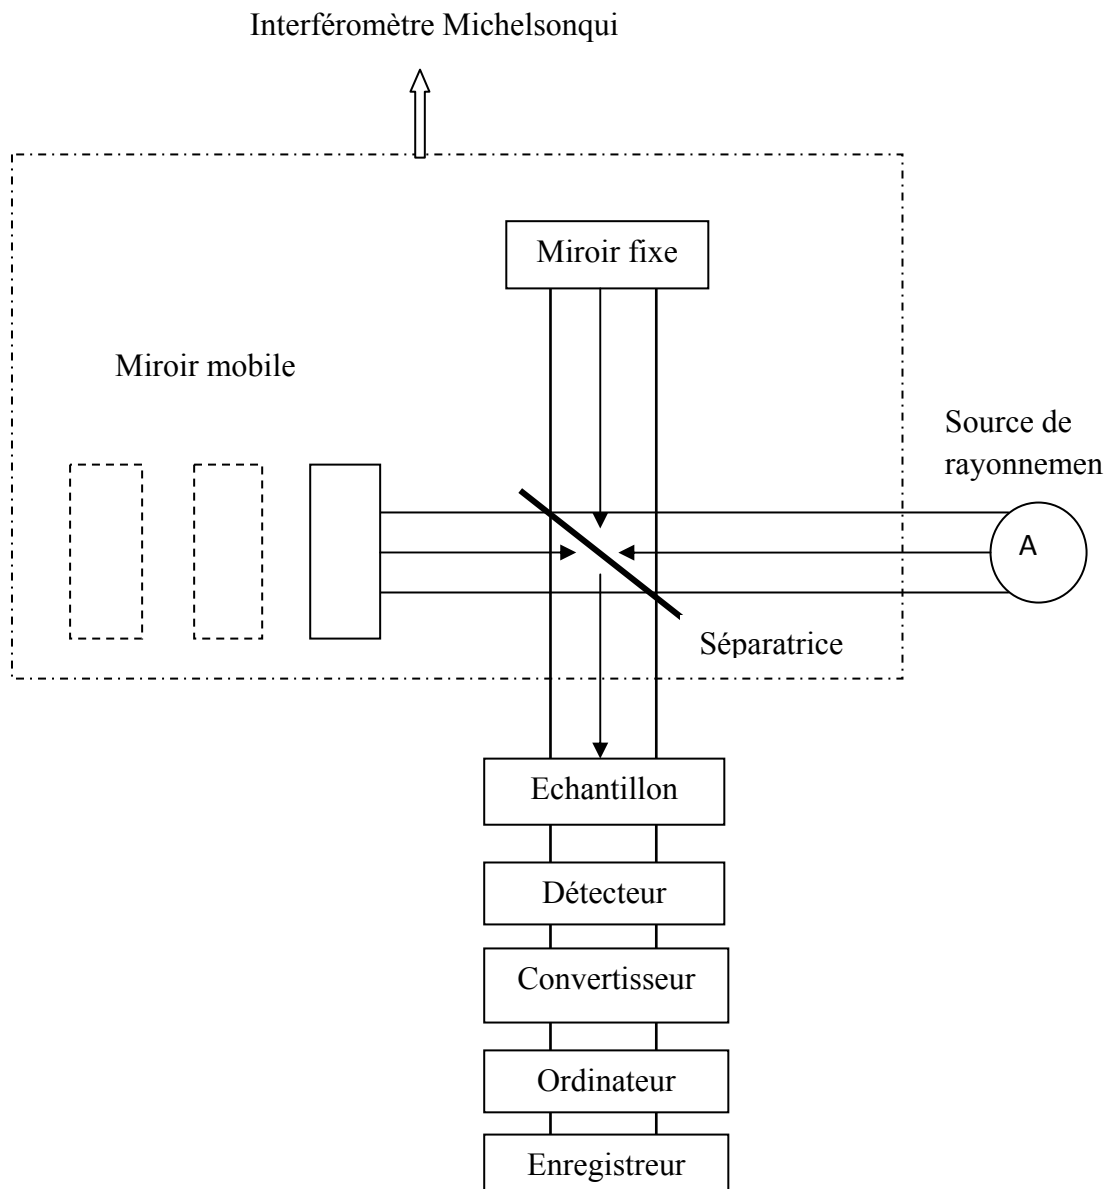 Interféromètre Michelsonqui
Miroir fixe
Miroir mobile
Source de
rayonnemen
A
Séparatrice
Echantillon
Détecteur
Convertisseur
Ordinateur
Enregistreur